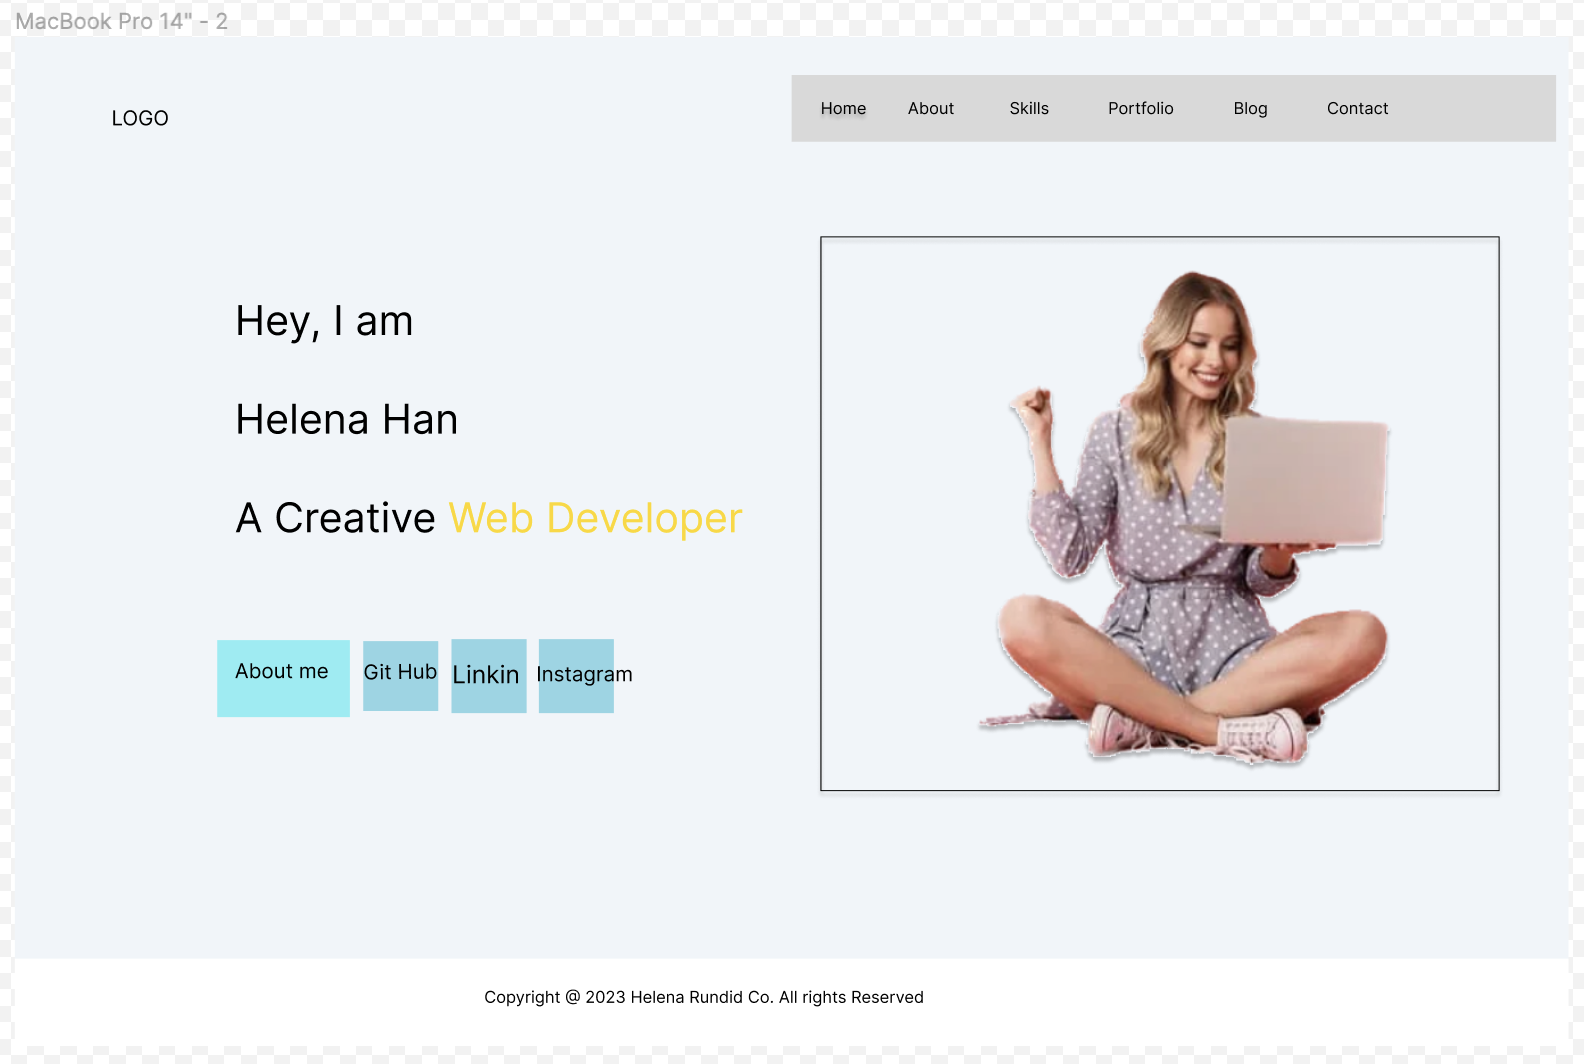 MacBook Pro 14" - 2
LOGO
Home About Skills Portfolio Blog Contact
Hey, I am
Helena Han
A Creative Web Developer
About me Git Hub Linkin Instagram
Copyright @ 2023 Helena Rundid Co. All rights Reserved